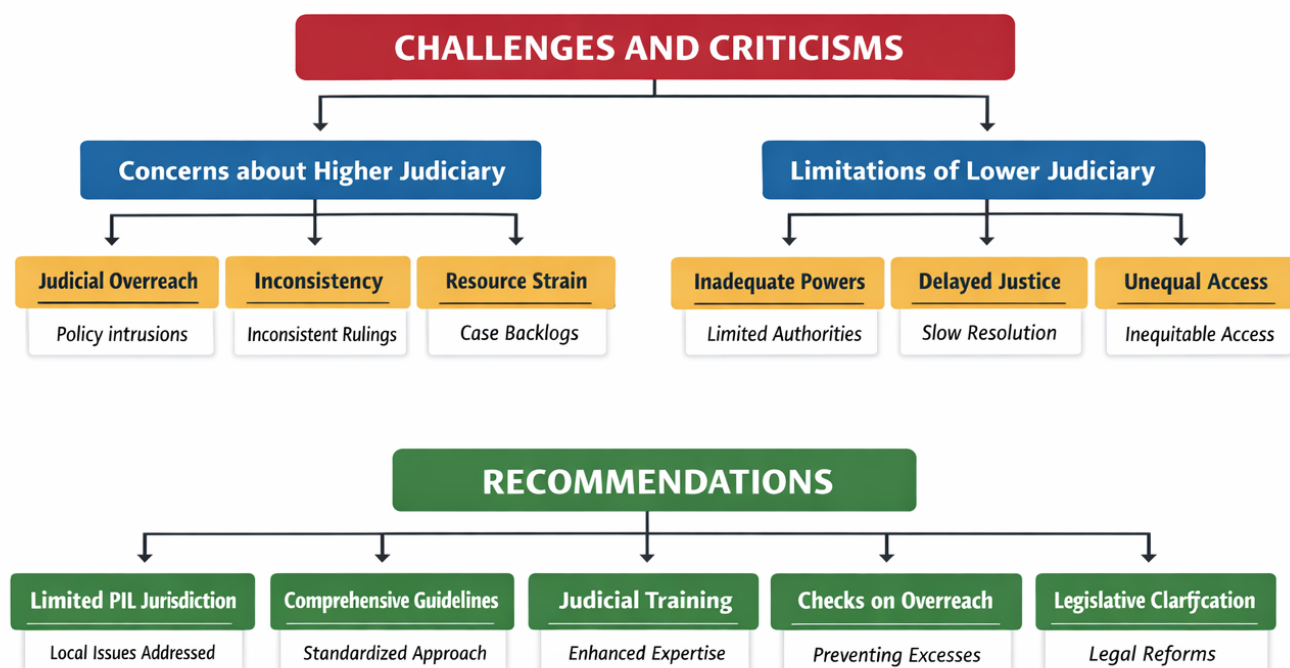 CHALLENGES AND CRITICISMS
Concerns about Higher Judiciary
Limitations of Lower Judiciary
Judicial Overreach
Policy intrusions
Inconsistency
Inconsistent Rulings
Resource Strain
Case Backlogs
Inadequate Powers
Limited Authorities
Delayed Justice
Slow Resolution
Unequal Access
Inequitable Access
RECOMMENDATIONS
Limited PIL Jurisdiction
Local Issues Addressed
Comprehensive Guidelines
Standardized Approach
Judicial Training
Enhanced Expertise
Checks on Overreach
Preventing Excesses
Legislative Clarfication
Legal Reforms